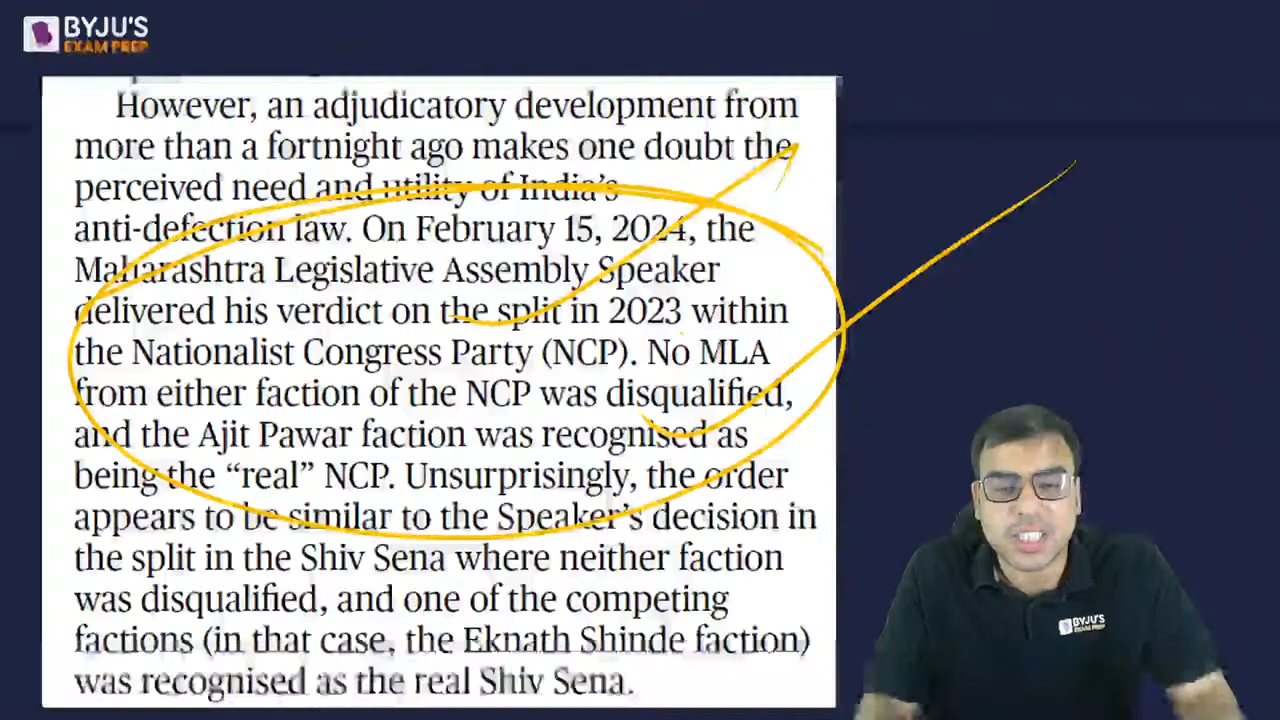 BYJU'S
EXAM PREP
However, an adjudicatory development from
more than a fortnight ago makes one doubt the
perceived need and utility of India's
anti-defection law. On February 15, 2024, the
Maharashtra Legislative Assembly Speaker
delivered his verdict on the split in 2023 within
the Nationalist Congress Party (NCP). No MLA
from either faction of the NCP was disqualified,
and the Ajit Pawar faction was recognised as
being the “real” NCP. Unsurprisingly, the order
appears to be similar to the Speaker's decision in
the split in the Shiv Sena where neither faction
was disqualified, and one of the competing
factions (in that case, the Eknath Shinde faction)
was recognised as the real Shiv Sena.
BYJU'S
EXAM PREP